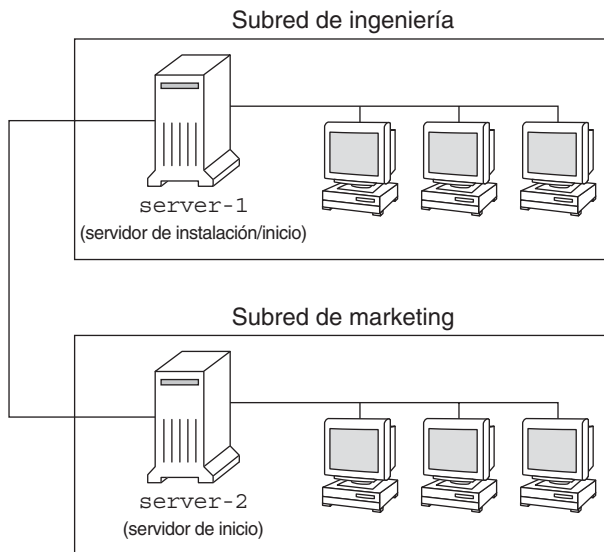 Subred de ingeniería
server-1
(servidor de instalación/inicio)
Subred de marketing
server-2
(servidor de inicio)